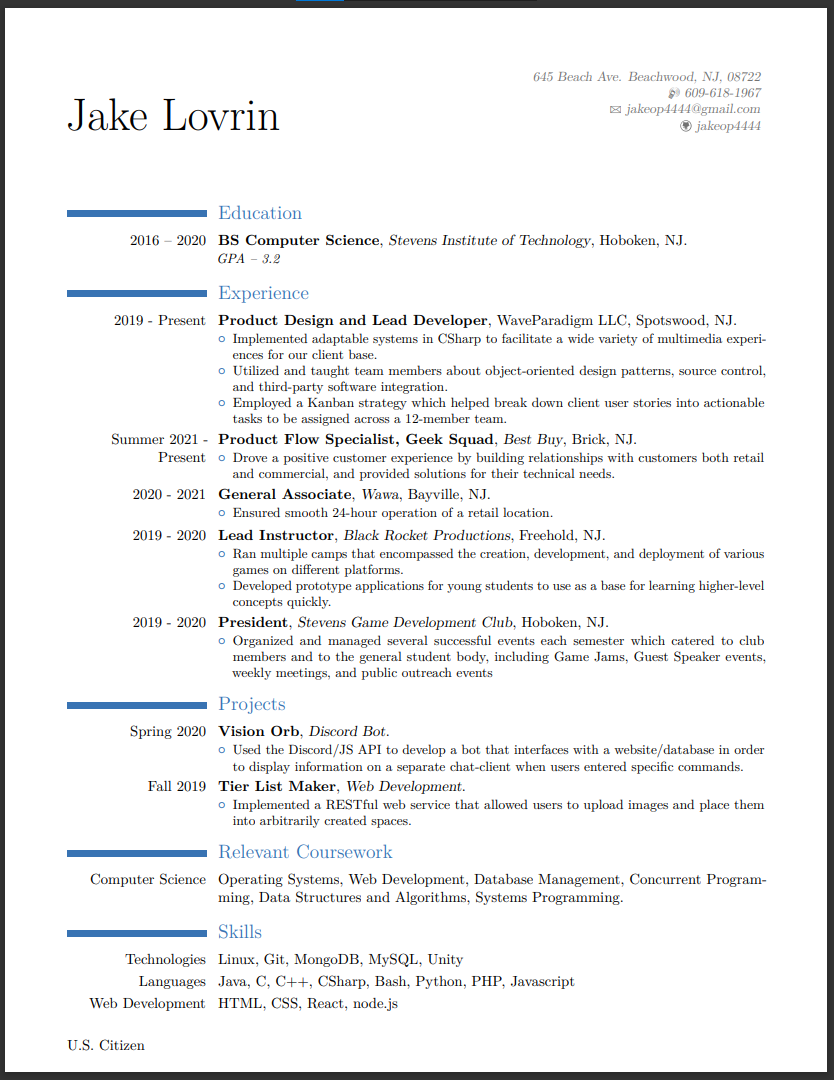 645 Beach Ave. Beachwood, NJ, 08722
609-618-1967
jakeop4444@gmail.com
jakeop4444
Jake Lovrin
Education
2016 – 2020 BS Computer Science, Stevens Institute of Technology, Hoboken, NJ.
GPA – 3.2
Experience
2019 - Present Product Design and Lead Developer, WaveParadigm LLC, Spotswood, NJ.
○ Implemented adaptable systems in CSharp to facilitate a wide variety of multimedia experi-
ences for our client base.
○ Utilized and taught team members about object-oriented design patterns, source control,
and third-party software integration.
○ Employed a Kanban strategy which helped break down client user stories into actionable
tasks to be assigned across a 12-member team.
Summer 2021 - Product Flow Specialist, Geek Squad, Best Buy, Brick, NJ.
Present ○ Drove a positive customer experience by building relationships with customers both retail
and commercial, and provided solutions for their technical needs.
2020 - 2021 General Associate, Wawa, Bayville, NJ.
○ Ensured smooth 24-hour operation of a retail location.
2019 - 2020 Lead Instructor, Black Rocket Productions, Freehold, NJ.
○ Ran multiple camps that encompassed the creation, development, and deployment of various
games on different platforms.
○ Developed prototype applications for young students to use as a base for learning higher-level
concepts quickly.
2019 - 2020 President, Stevens Game Development Club, Hoboken, NJ.
○ Organized and managed several successful events each semester which catered to club
members and to the general student body, including Game Jams, Guest Speaker events,
weekly meetings, and public outreach events
Projects
Spring 2020 Vision Orb, Discord Bot.
○ Used the Discord/JS API to develop a bot that interfaces with a website/database in order
to display information on a separate chat-client when users entered specific commands.
Fall 2019 Tier List Maker, Web Development.
○ Implemented a RESTful web service that allowed users to upload images and place them
into arbitrarily created spaces.
Relevant Coursework
Computer Science Operating Systems, Web Development, Database Management, Concurrent Program-
ming, Data Structures and Algorithms, Systems Programming.
Skills
Technologies Linux, Git, MongoDB, MySQL, Unity
Languages Java, C, C++, CSharp, Bash, Python, PHP, Javascript
Web Development HTML, CSS, React, node.js
U.S. Citizen